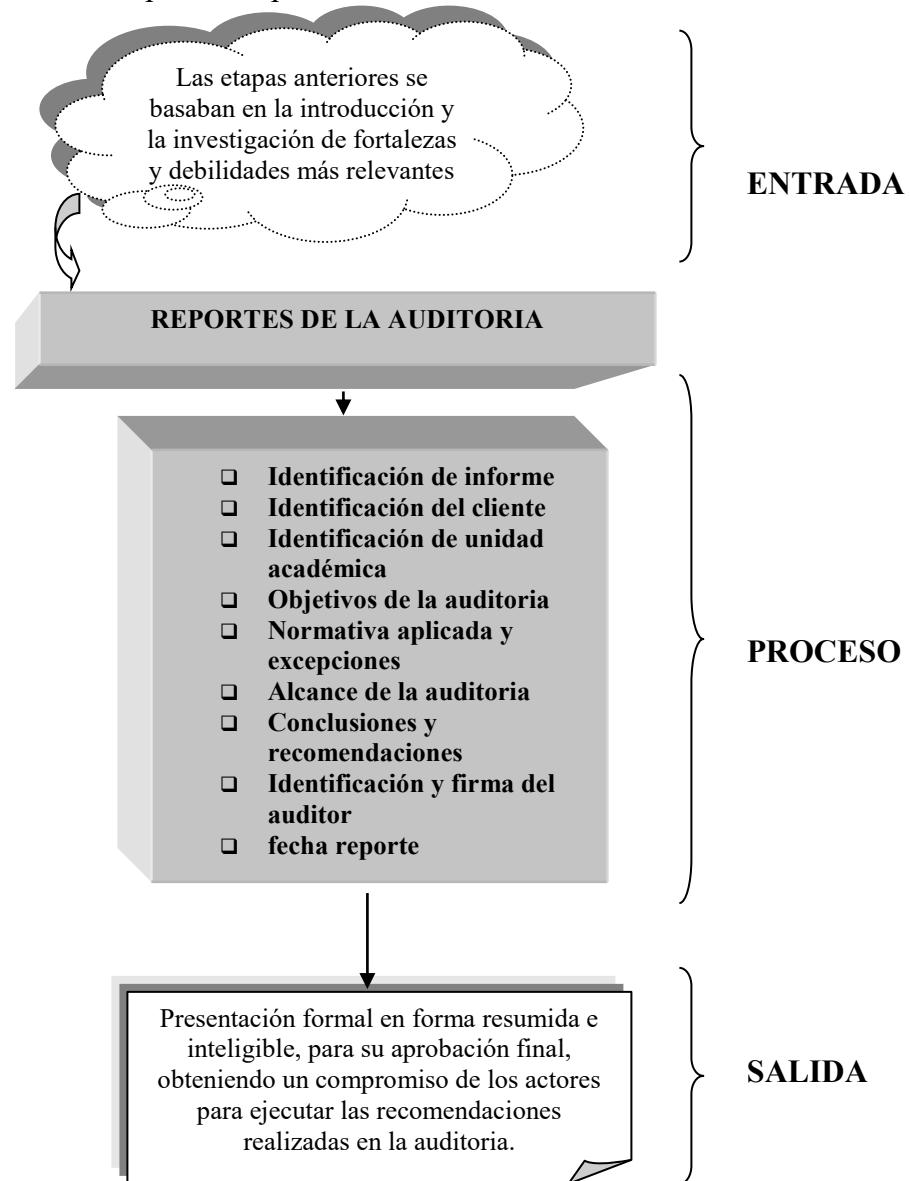 Las etapas anteriores se
basaban en la introducción y
la investigación de fortalezas
y debilidades más relevantes
ENTRADA
REPORTES DE LA AUDITORIA
❑ Identificación de informe
❑ Identificación del cliente
❑ Identificación de unidad
académica
❑ Objetivos de la auditoria
❑ Normativa aplicada y
excepciones
❑ Alcance de la auditoria
❑ Conclusiones y
recomendaciones
❑ Identificación y firma del
auditor
❑ fecha reporte
PROCESO
Presentación formal en forma resumida e
inteligible, para su aprobación final,
obteniendo un compromiso de los actores
para ejecutar las recomendaciones
realizadas en la auditoria.
SALIDA